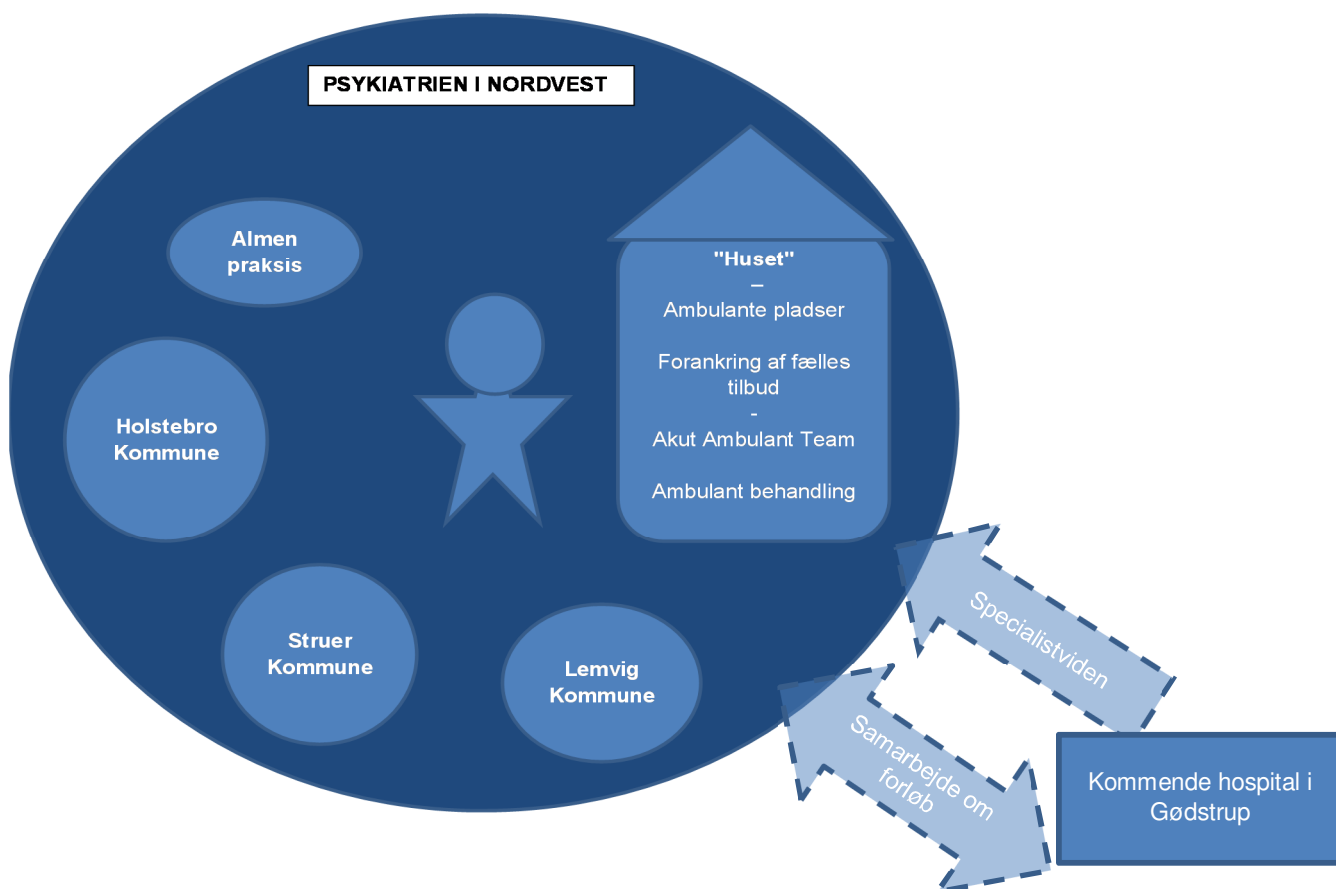 PSYKIATRIEN I NORDVEST
Almen
praksis
"Huset"
–
Ambulante pladser
Forankring af fælles
tilbud
-
Akut Ambulant Team
Ambulant behandling
Holstebro
Kommune
Struer
Kommune
Lemvig
Kommune
Specialistviden
Samarbejde om
forløb
Kommende hospital i
Gødstrup